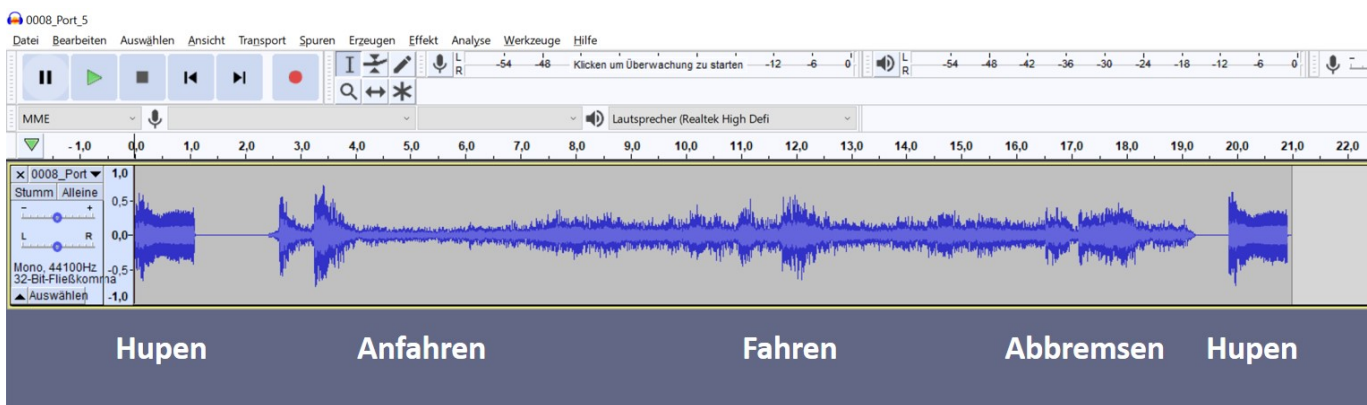 0008_Port_5
Datei Bearbeiten Auswählen Ansicht Transport Spuren Erzeugen Effekt Analyse Werkzeuge Hilfe
L R -54 -48 Klicken um Überwachung zu starten -12 -6 0 L R -54 -48 -42 -36 -30 -24 -18 -12 -6 0
MME Lautsprecher (Realtek High Defi
- 1,0 0,0 1,0 2,0 3,0 4,0 5,0 6,0 7,0 8,0 9,0 10,0 11,0 12,0 13,0 14,0 15,0 16,0 17,0 18,0 19,0 20,0 21,0 22,0
× 0008_Port 1,0
Stumm Alleine
- + 0,5-
L R 0,0-
Mono, 44100Hz -0,5-
32-Bit-Fließkomma
Auswählen -1,0
Hupen Anfahren Fahren Abbremsen Hupen